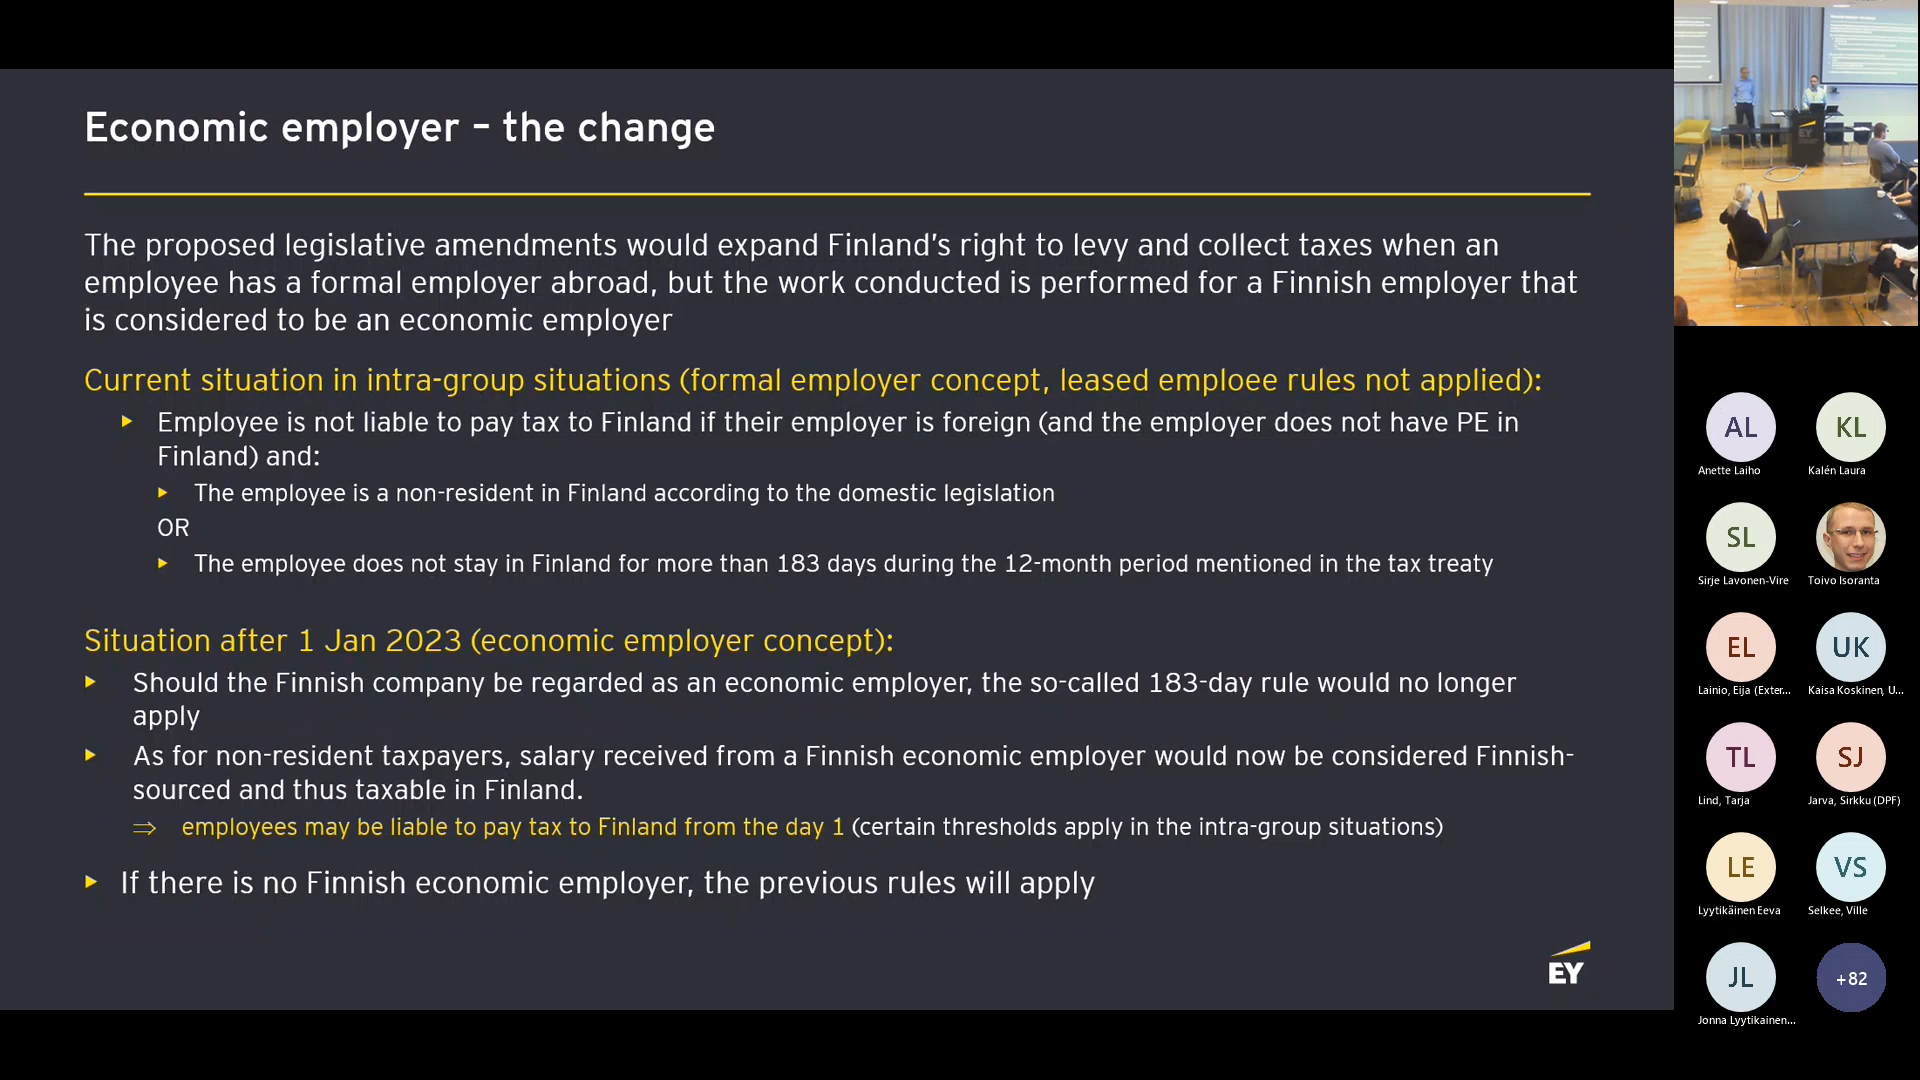 Economic employer – the change
The proposed legislative amendments would expand Finland's right to levy and collect taxes when an
employee has a formal employer abroad, but the work conducted is performed for a Finnish employer that
is considered to be an economic employer
Current situation in intra-group situations (formal employer concept, leased emploee rules not applied):
Employee is not liable to pay tax to Finland if their employer is foreign (and the employer does not have PE in
Finland) and:
The employee is a non-resident in Finland according to the domestic legislation
OR
The employee does not stay in Finland for more than 183 days during the 12-month period mentioned in the tax treaty
Situation after 1 Jan 2023 (economic employer concept):
Should the Finnish company be regarded as an economic employer, the so-called 183-day rule would no longer
apply
As for non-resident taxpayers, salary received from a Finnish economic employer would now be considered Finnish-
sourced and thus taxable in Finland.
⇒ employees may be liable to pay tax to Finland from the day 1 (certain thresholds apply in the intra-group situations)
If there is no Finnish economic employer, the previous rules will apply
EY
EY
AL
KL
Anette Laiho
Kalén Laura
SL
Sirje Lavonen-Vire
Toivo Isoranta
EL
UK
Lainio, Eija (Exter...
Kaisa Koskinen, U...
TL
SJ
Lind, Tarja
Jarva, Sirkku (DPF)
LE
VS
Lyytikäinen Eeva
Selkee, Ville
JL
+82
Jonna Lyytikainen...